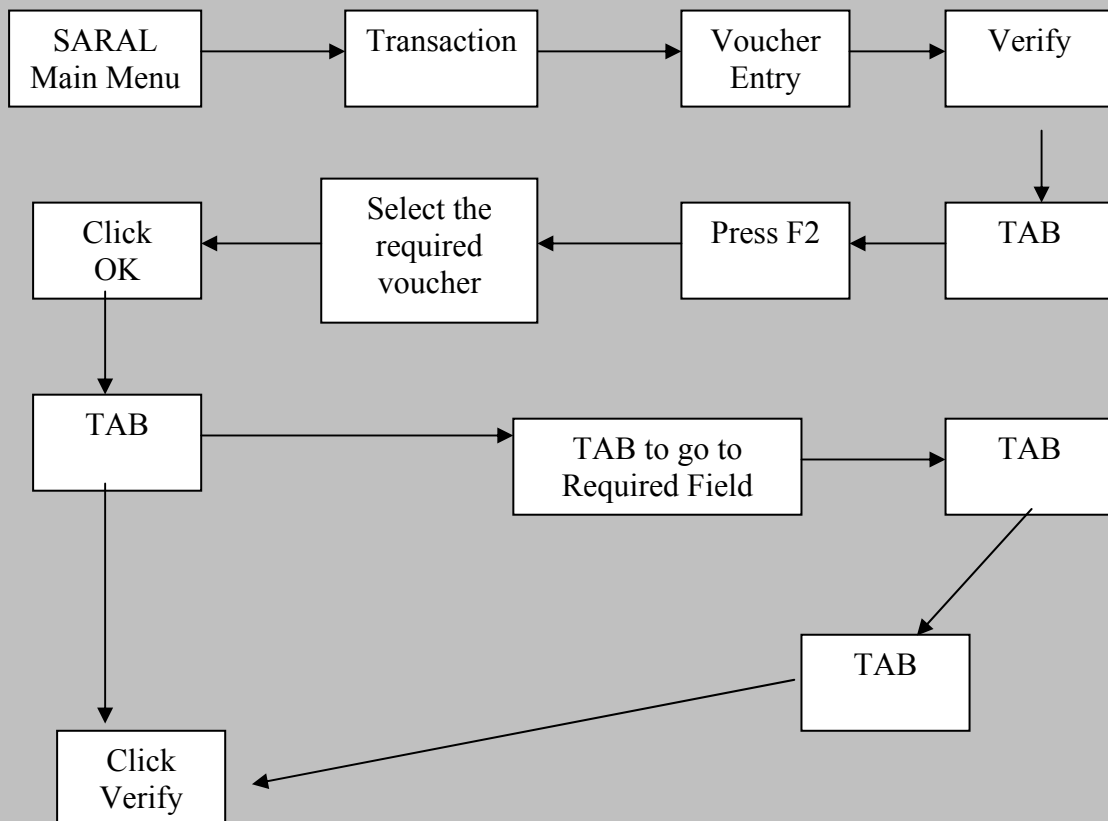 SARAL
Main Menu
Transaction
Voucher
Entry
Verify
Click
OK
Select the
required
voucher
Press F2
TAB
TAB
TAB to go to
Required Field
TAB
TAB
Click
Verify